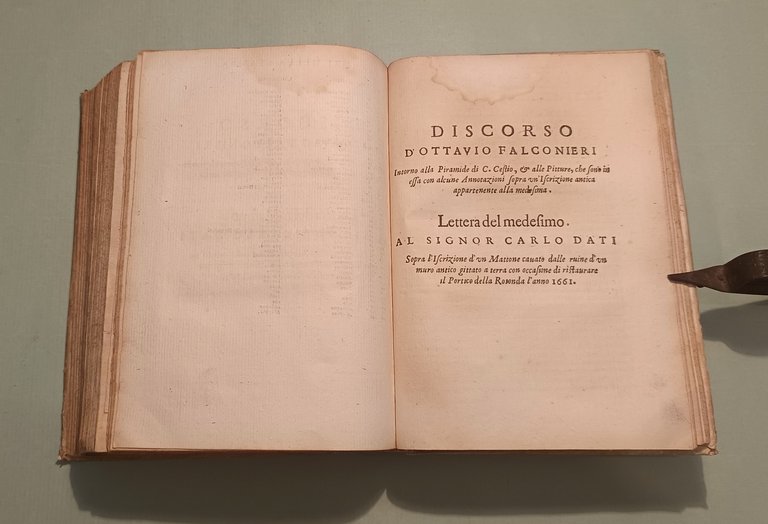 DISCORSO
D'OTTAVIO FALCONIERI
Intorno alla Piramide di C. Cestio, & alle Pitture, che sono in
essa con alcune Annotazioni sopra vn'Iscrizione antica
appartenente alla medesima.
Lettera del medesimo.
AL SIGNOR CARLO DATI
Sopra l'Iscrizione d'vn Mattone cauato dalle ruine d'vn
muro antico gittato a terra con occasione di ristaurare
il Portico della Rotonda l'anno 1661.